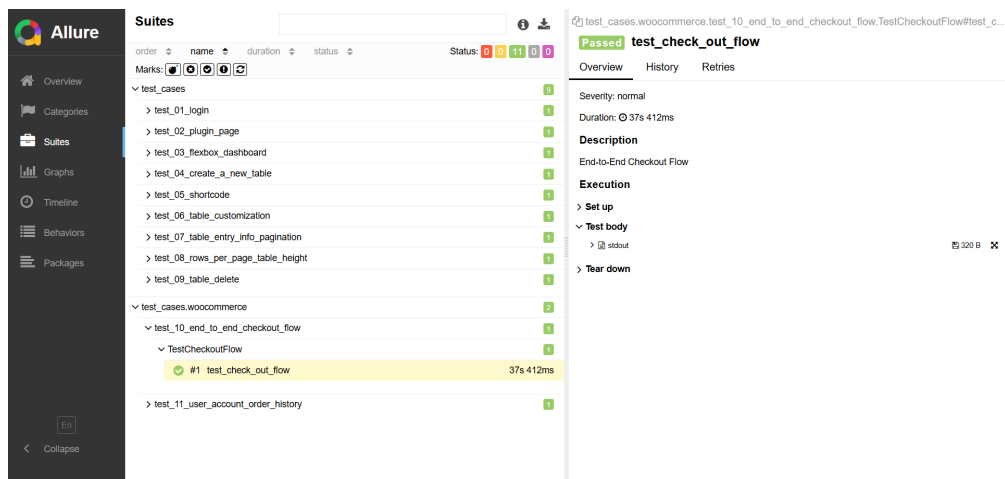 Allure
Overview
Categories
Suites
Graphs
Timeline
Behaviors
Packages
En
Collapse
Suites
order name duration status Status: 0 0 11 0 0
Marks:
test_cases 9
test_01_login 1
test_02_plugin_page 1
test_03_flexbox_dashboard 1
test_04_create_a_new_table 1
test_05_shortcode 1
test_06_table_customization 1
test_07_table_entry_info_pagination 1
test_08_rows_per_page_table_height 1
test_09_table_delete 1
test_cases.woocommerce 2
test_10_end_to_end_checkout_flow 1
TestCheckoutFlow 1
#1 test_check_out_flow 37s 412ms
test_11_user_account_order_history 1
test_cases.woocommerce.test_10_end_to_end_checkout_flow.TestCheckoutFlow#test_c...
Passed test_check_out_flow
Overview History Retries
Severity: normal
Duration: 37s 412ms
Description
End-to-End Checkout Flow
Execution
Set up
Test body
stdout 320 B
Tear down